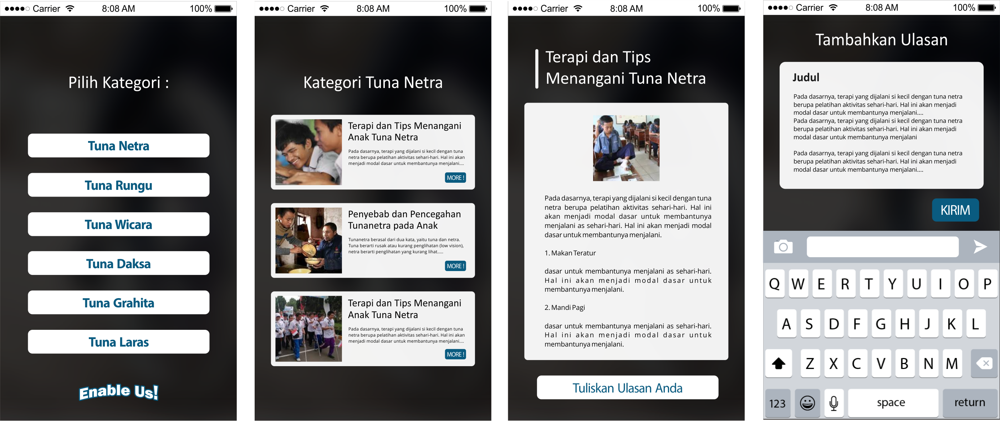 Carrier 8:08 AM 100%
Pilih Kategori :
Tuna Netra
Tuna Rungu
Tuna Wicara
Tuna Daksa
Tuna Grahita
Tuna Laras
Enable Us!
Carrier 8:08 AM 100%
Kategori Tuna Netra
Terapi dan Tips Menangani
Anak Tuna Netra
Pada dasarnya, terapi yang dijalani si kecil dengan tuna
netra berupa pelatihan aktivitas sehari-hari. Hal ini akan
menjadi modal dasar untuk membantunya menjalani....
MORE !
Penyebab dan Pencegahan
Tunanetra pada Anak
Tunanetra berasal dari dua kata, yaitu tuna dan netra.
Tuna berarti rusak atau kurang penglihatan (low vision),
netra berarti penglihatan yang kurang lihat.....
MORE !
Terapi dan Tips Menangani
Anak Tuna Netra
Pada dasarnya, terapi yang dijalani si kecil dengan tuna
netra berupa pelatihan aktivitas sehari-hari. Hal ini akan
menjadi modal dasar untuk membantunya menjalani....
MORE !
Carrier 8:08 AM 100%
Terapi dan Tips
Menangani Tuna Netra
Pada dasarnya, terapi yang dijalani si kecil dengan tuna
netra berupa pelatihan aktivitas sehari-hari. Hal ini
akan menjadi modal dasar untuk membantunya
menjalani as sehari-hari. Hal ini akan menjadi modal
dasar untuk membantunya menjalani.
1. Makan Teratur
dasar untuk membantunya menjalani as sehari-hari.
Hal ini akan menjadi modal dasar untuk
membantunya menjalani.
2. Mandi Pagi
dasar untuk membantunya menjalani as sehari-hari.
Hal ini akan menjadi modal dasar untuk
membantunya menjalani.
Tuliskan Ulasan Anda
Carrier 8:08 AM 100%
Tambahkan Ulasan
Judul
Pada dasarnya, terapi yang dijalani si kecil dengan tuna netra
berupa pelatihan aktivitas sehari-hari. Hal ini akan menjadi
modal dasar untuk membantunya menjalani....
Pada dasarnya, terapi yang dijalani si kecil dengan tuna netra
berupa pelatihan aktivitas sehari-hari. Hal ini akan menjadi
modal dasar untuk membantunya menjalani
Pada dasarnya, terapi yang dijalani si kecil dengan tuna netra
berupa pelatihan aktivitas sehari-hari. Hal ini akan menjadi
modal dasar untuk membantunya menjalani....
KIRIM
Q W E R T Y U I O P
A S D F G H J K L
Z X C V B N M
123 space return